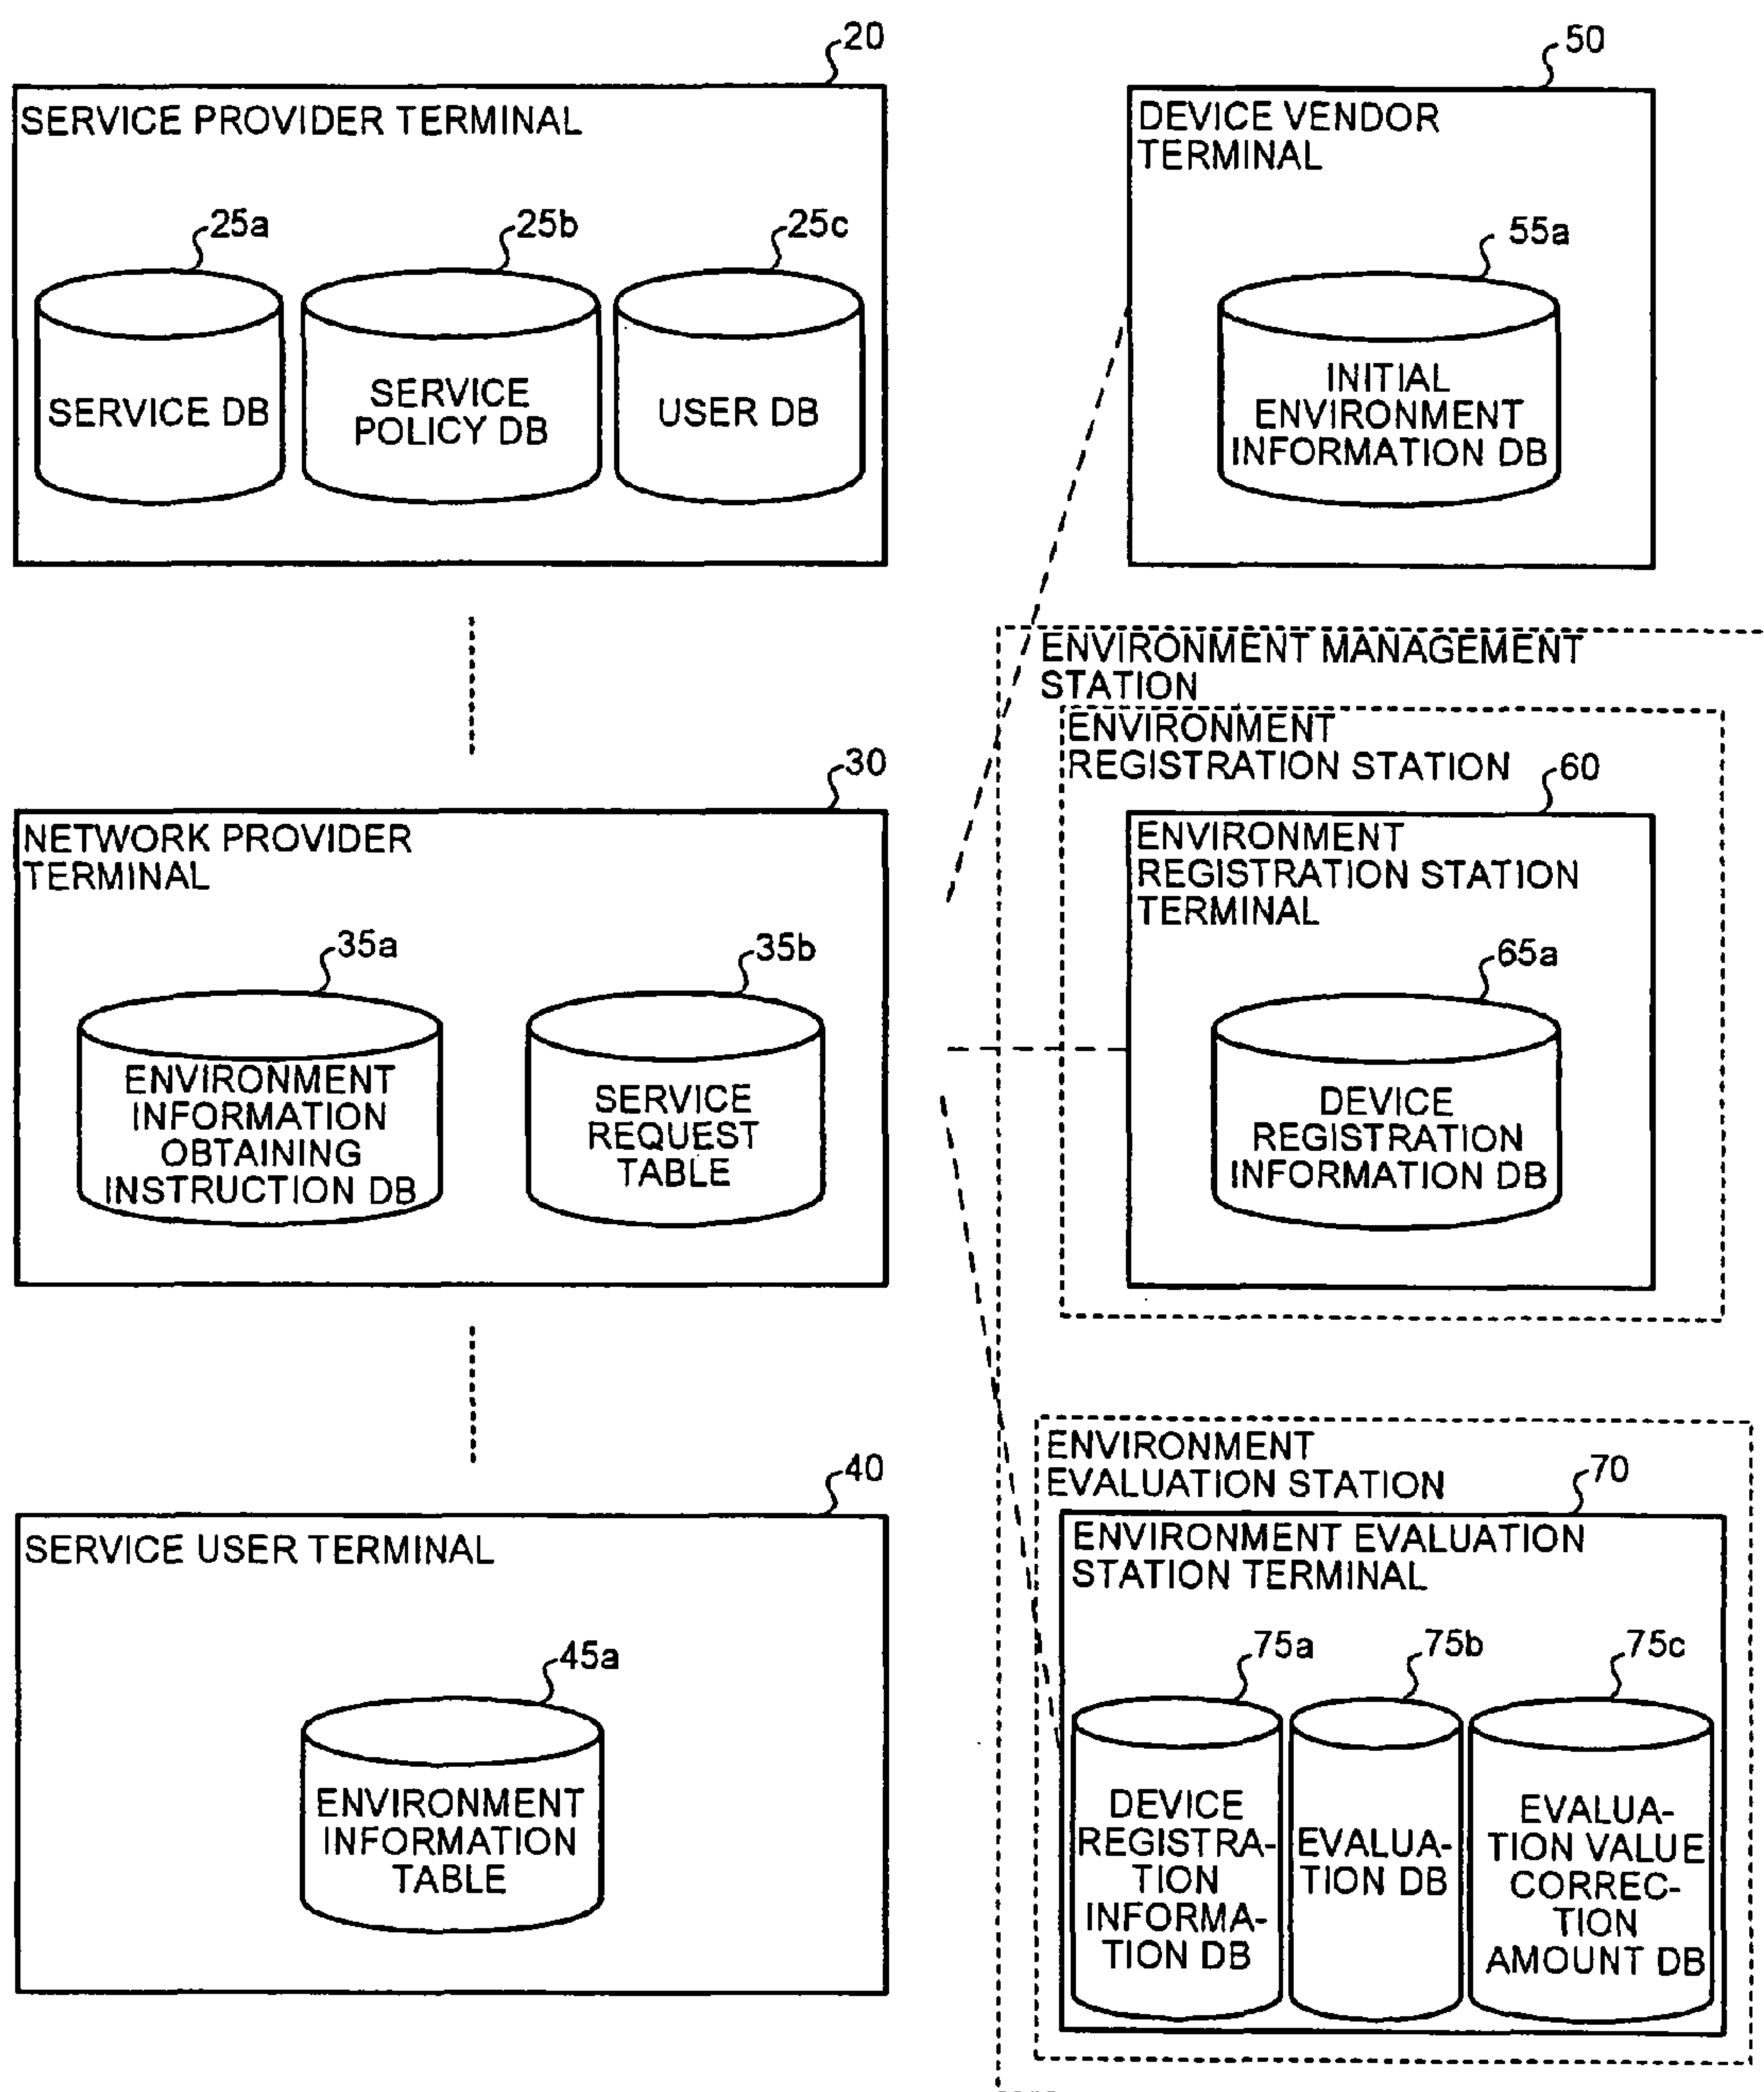 20
SERVICE PROVIDER TERMINAL
25a
25b
25c
SERVICE DB
SERVICE
POLICY DB
USER DB
50
DEVICE VENDOR
TERMINAL
55a
INITIAL
ENVIRONMENT
INFORMATION DB
ENVIRONMENT MANAGEMENT
STATION
ENVIRONMENT
REGISTRATION STATION
30
NETWORK PROVIDER
TERMINAL
35a
35b
ENVIRONMENT
INFORMATION
OBTAINING
INSTRUCTION DB
SERVICE
REQUEST
TABLE
60
ENVIRONMENT
REGISTRATION STATION
TERMINAL
65a
DEVICE
REGISTRATION
INFORMATION DB
40
SERVICE USER TERMINAL
45a
ENVIRONMENT
INFORMATION
TABLE
ENVIRONMENT
EVALUATION STATION
70
ENVIRONMENT EVALUATION
STATION TERMINAL
75a
75b
75c
DEVICE
REGISTRA-
TION
INFORMA-
TION DB
EVALUA-
TION DB
EVALUA-
TION VALUE
CORREC-
TION
AMOUNT DB